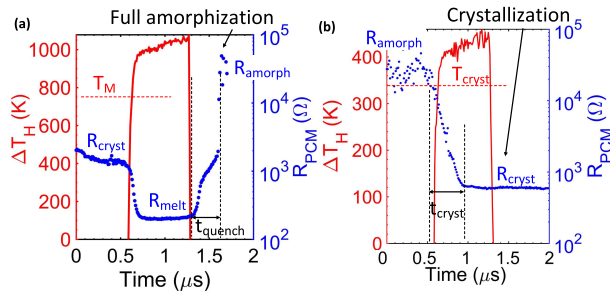 Full amorphization
(a)
1000
800
600
400
200
0
ΔT_H (K)
T_M
R_cryst
R_melt
R_amorph
t_quench
10^5
10^4
10^3
10^2
R_PCM (Ω)
0 0.5 1 1.5 2
Time (μs)
Crystallization
(b)
R_amorph
400
300
200
100
0
ΔT_H (K)
T_cryst
R_cryst
t_cryst
10^5
10^4
10^3
10^2
R_PCM (Ω)
0 0.5 1 1.5 2
Time (μs)